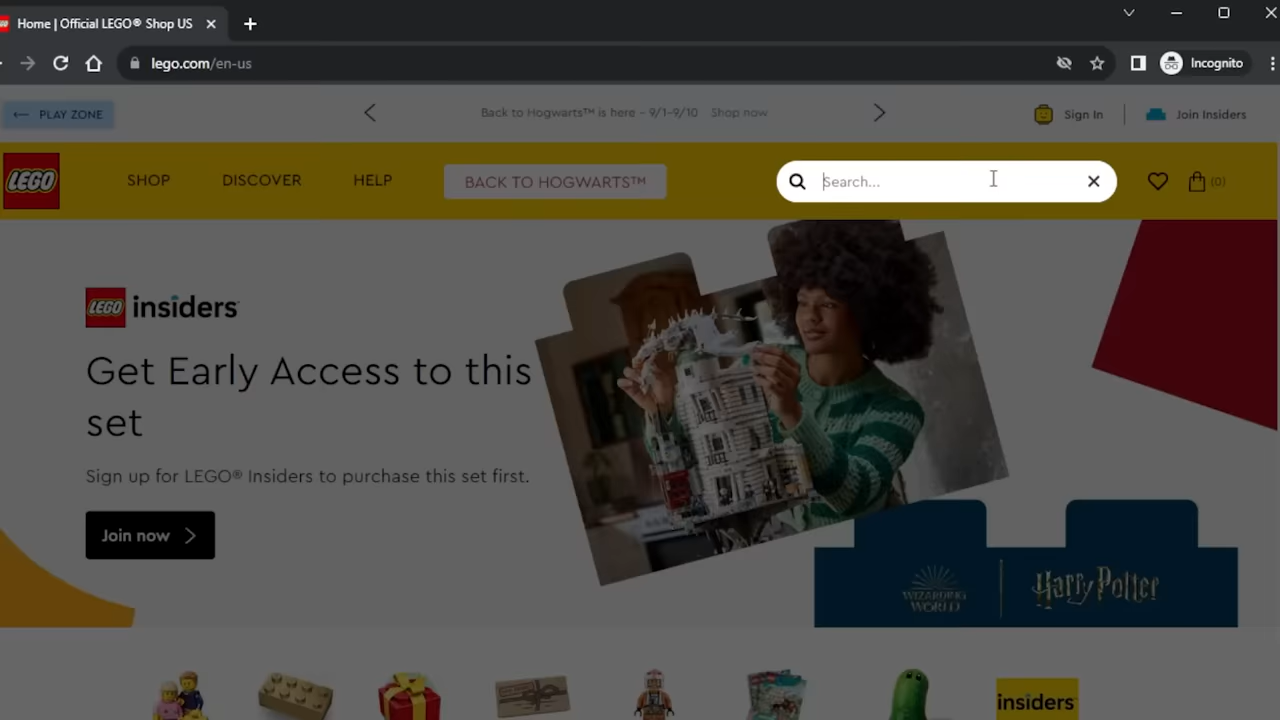 Home | Official LEGO® Shop US
lego.com/en-us
Incognito
PLAY ZONE
Back to Hogwarts™ is here – 9/1–9/10 Shop now
Sign In
Join Insiders
LEGO
SHOP
DISCOVER
HELP
BACK TO HOGWARTS™
Search...
(0)
LEGO insiders
Get Early Access to this
set
Sign up for LEGO® Insiders to purchase this set first.
Join now
WIZARDING
WORLD
Harry Potter
insiders